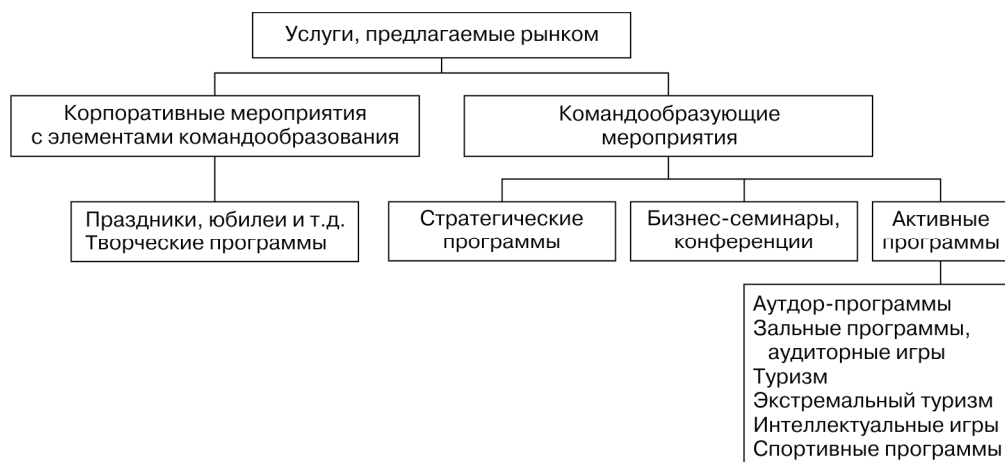 Услуги, предлагаемые рынком
Корпоративные мероприятия
с элементами командообразования
Командообразующие
мероприятия
Праздники, юбилеи и т.д.
Творческие программы
Стратегические
программы
Бизнес-семинары,
конференции
Активные
программы
Аутдор-программы
Зальные программы,
аудиторные игры
Туризм
Экстремальный туризм
Интеллектуальные игры
Спортивные программы